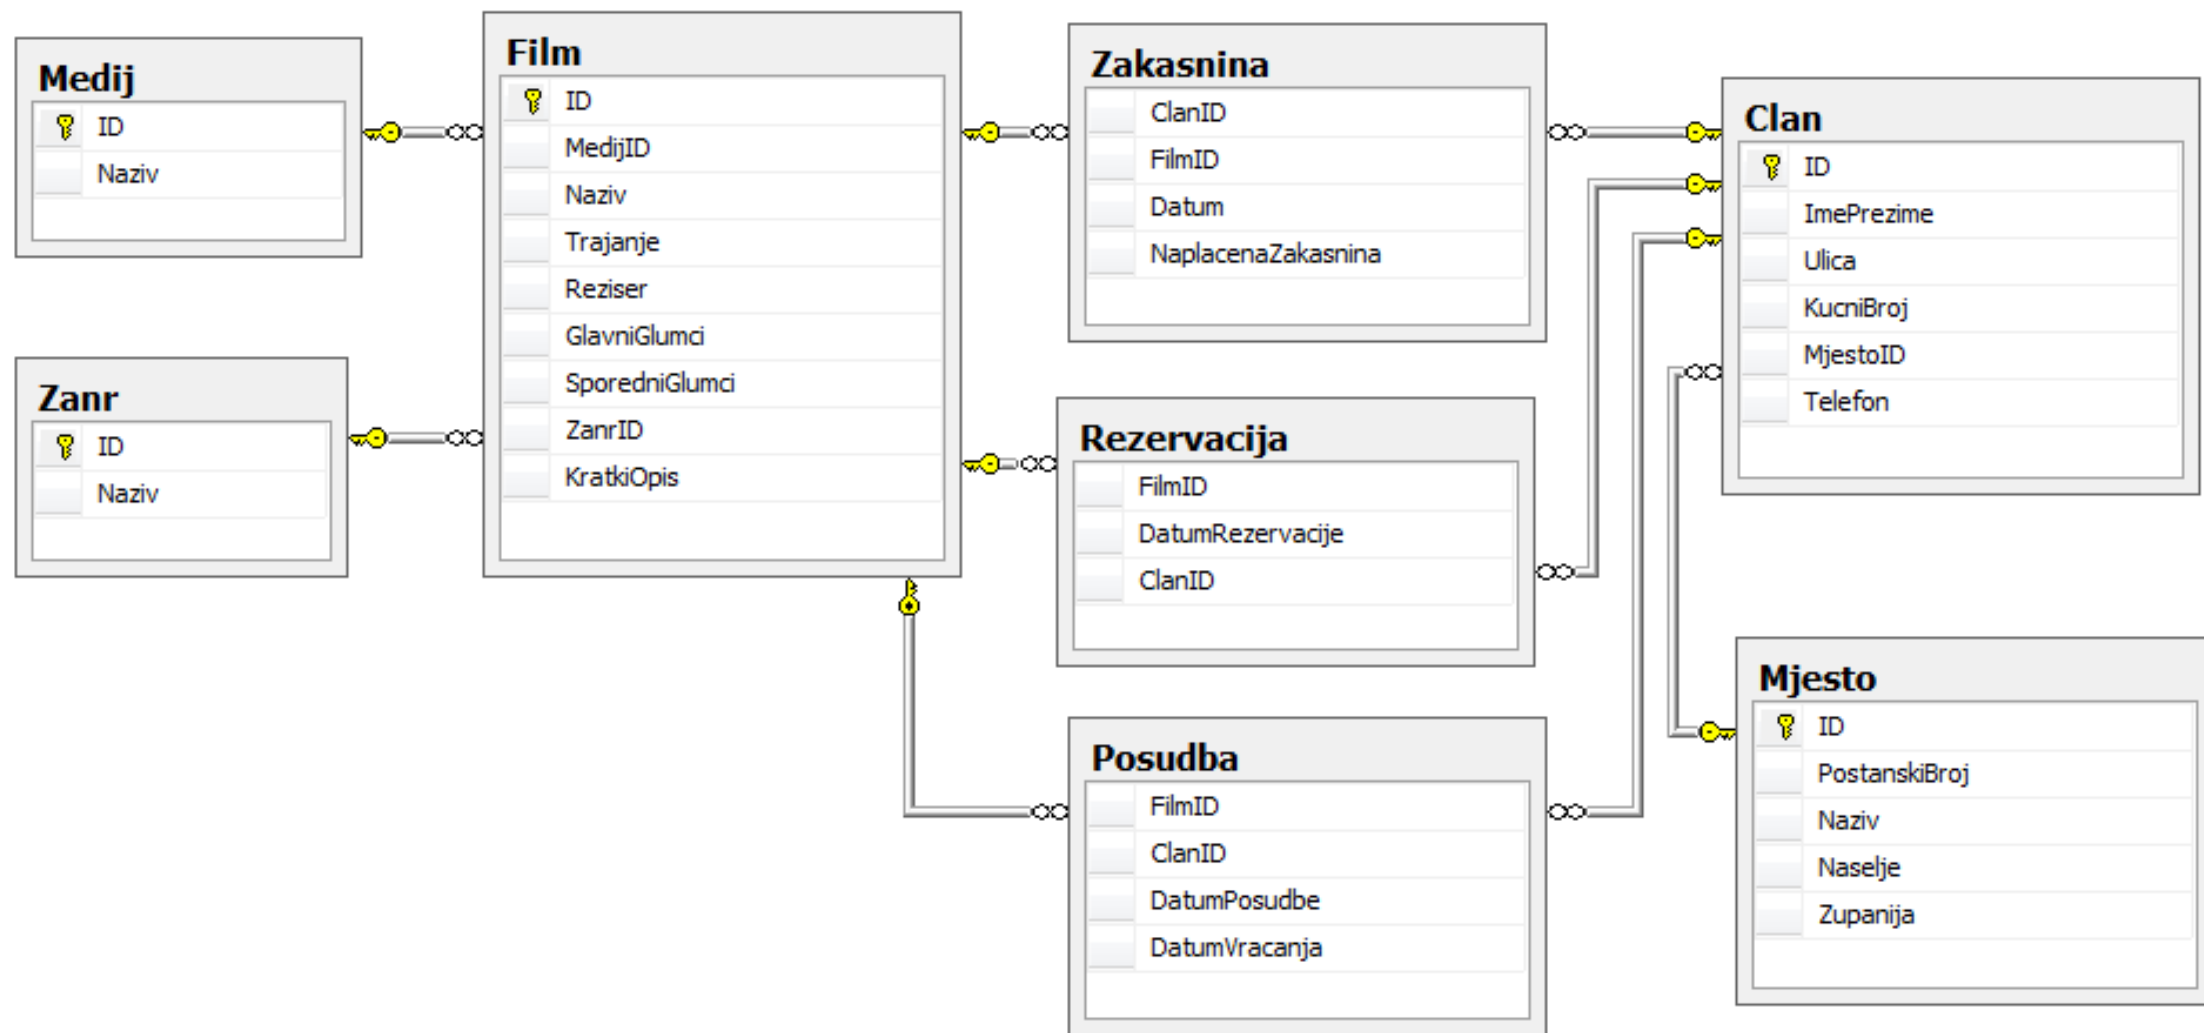 Medij
ID
Naziv
Zanr
ID
Naziv
Film
ID
MedijID
Naziv
Trajanje
Reziser
GlavniGlumci
SporedniGlumci
ZanrID
KratkiOpis
Zakasnina
ClanID
FilmID
Datum
NaplacenaZakasnina
Rezervacija
FilmID
DatumRezervacije
ClanID
Posudba
FilmID
ClanID
DatumPosudbe
DatumVracanja
Clan
ID
ImePrezime
Ulica
KucniBroj
MjestoID
Telefon
Mjesto
ID
PostanskiBroj
Naziv
Naselje
Zupanija